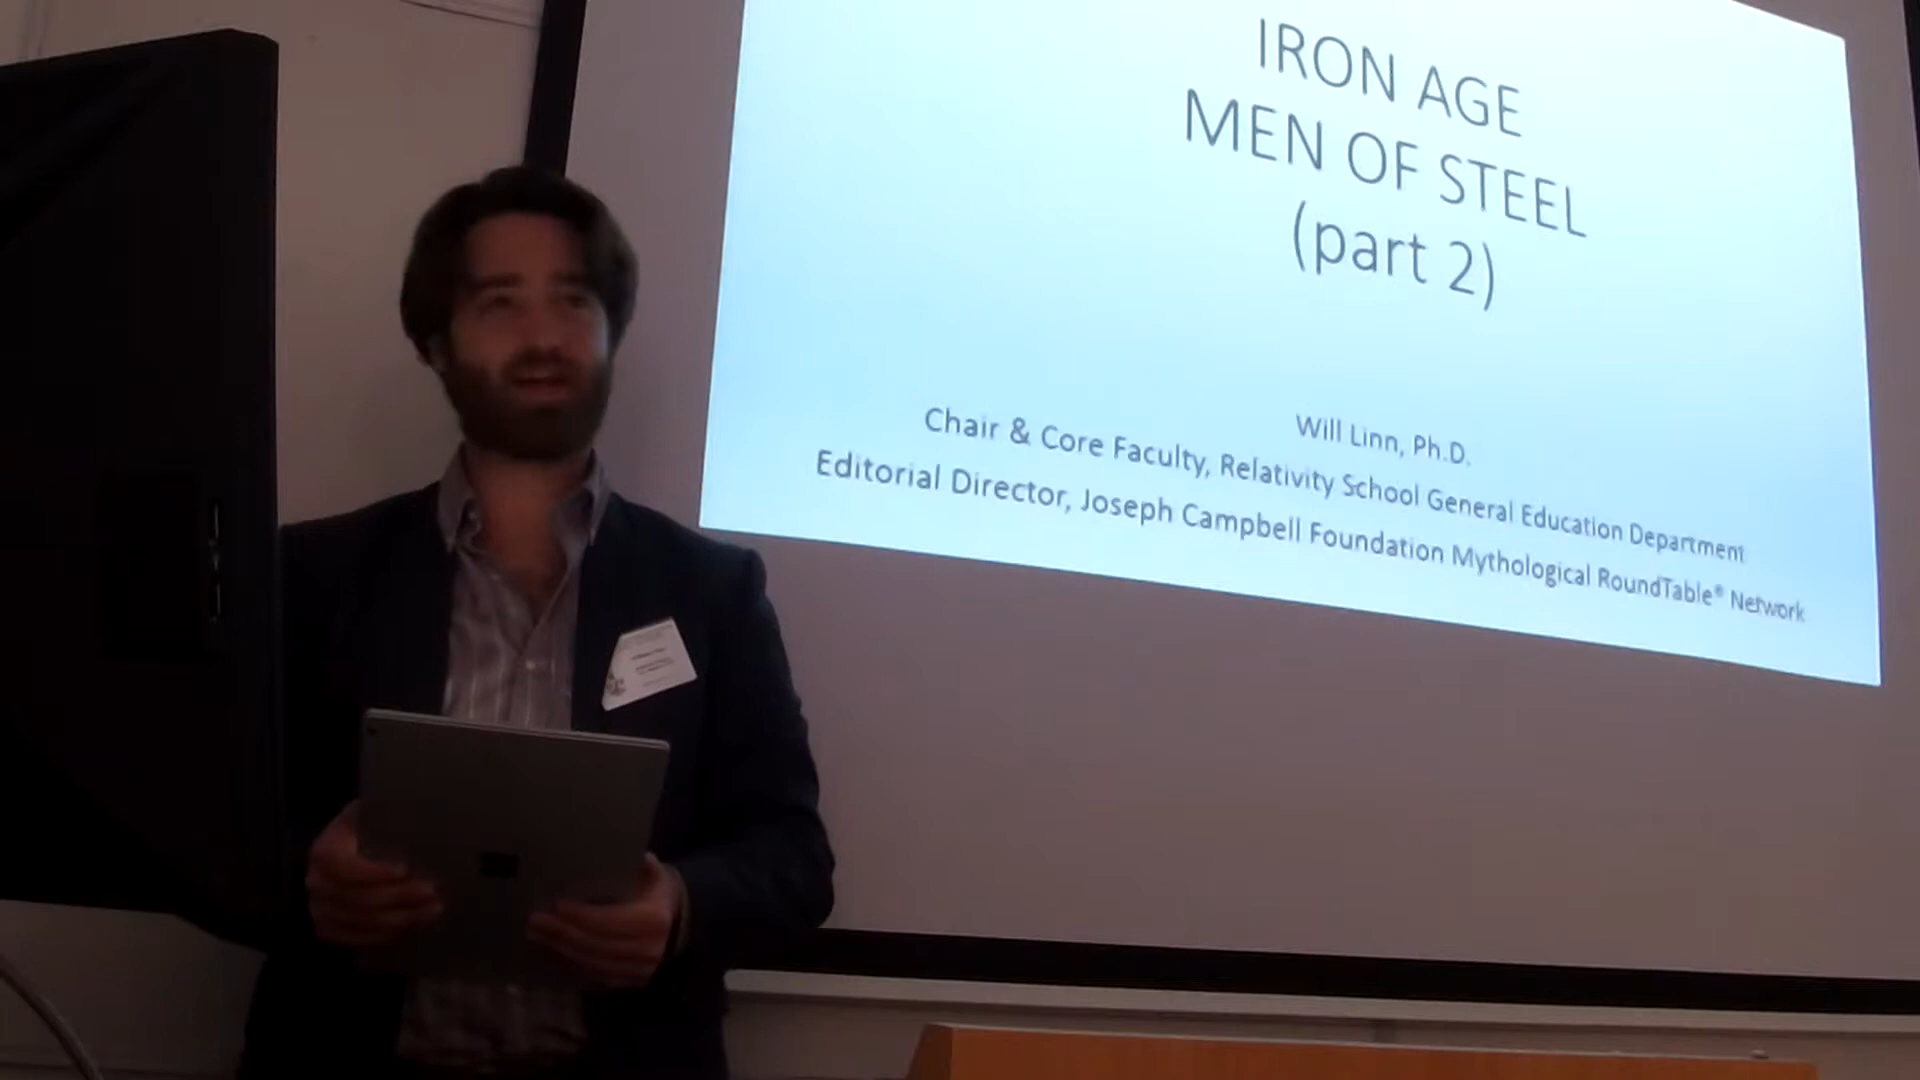 IRON AGE
MEN OF STEEL
(part 2)
Will Linn, Ph.D.
Chair & Core Faculty, Relativity School General Education Department
Editorial Director, Joseph Campbell Foundation Mythological RoundTable® Network